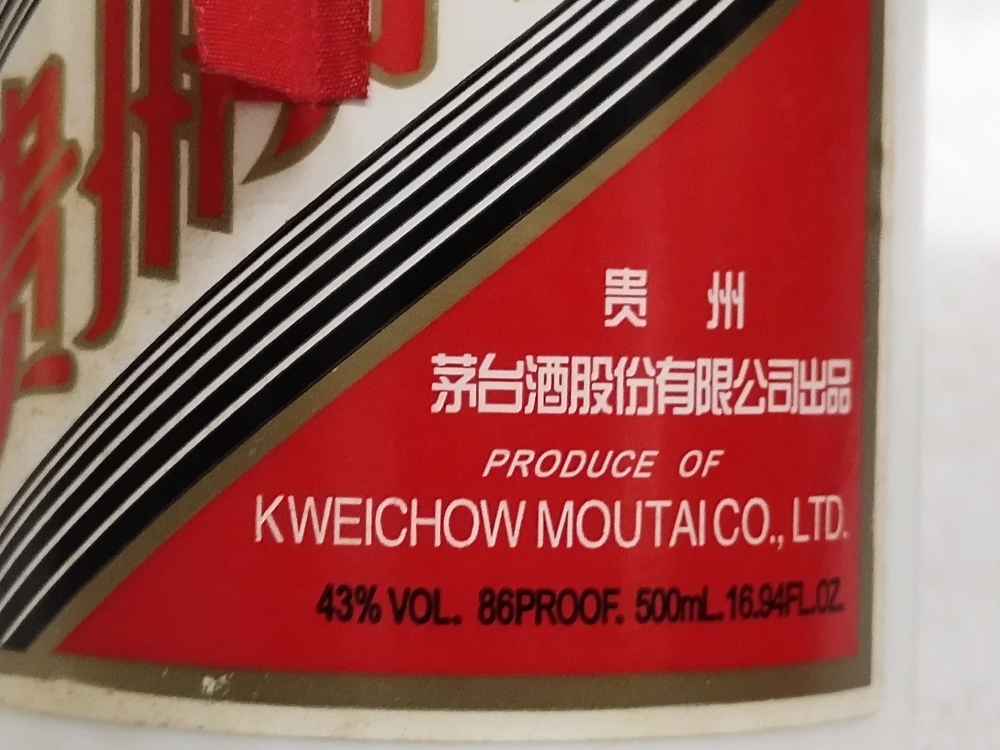 贵 州
茅台酒股份有限公司出品
PRODUCE OF
KWEICHOW MOUTAI CO., LTD.
43% VOL. 86PROOF. 500mL. 16.94FL.OZ.